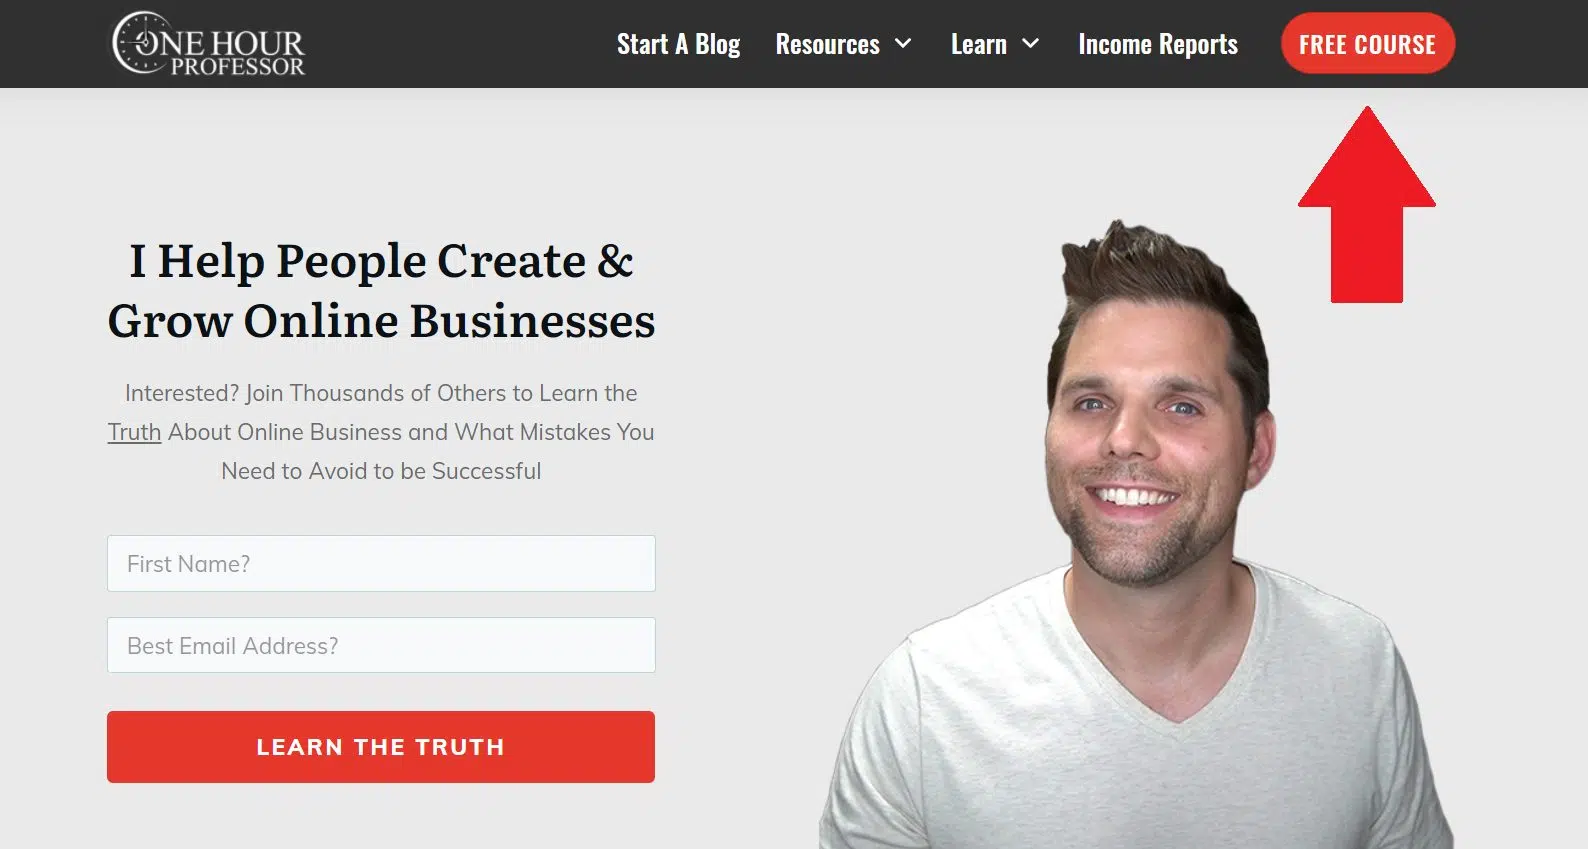 ONE HOUR
PROFESSOR
Start A Blog
Resources
Learn
Income Reports
FREE COURSE
I Help People Create &
Grow Online Businesses
Interested? Join Thousands of Others to Learn the
Truth About Online Business and What Mistakes You
Need to Avoid to be Successful
First Name?
Best Email Address?
LEARN THE TRUTH